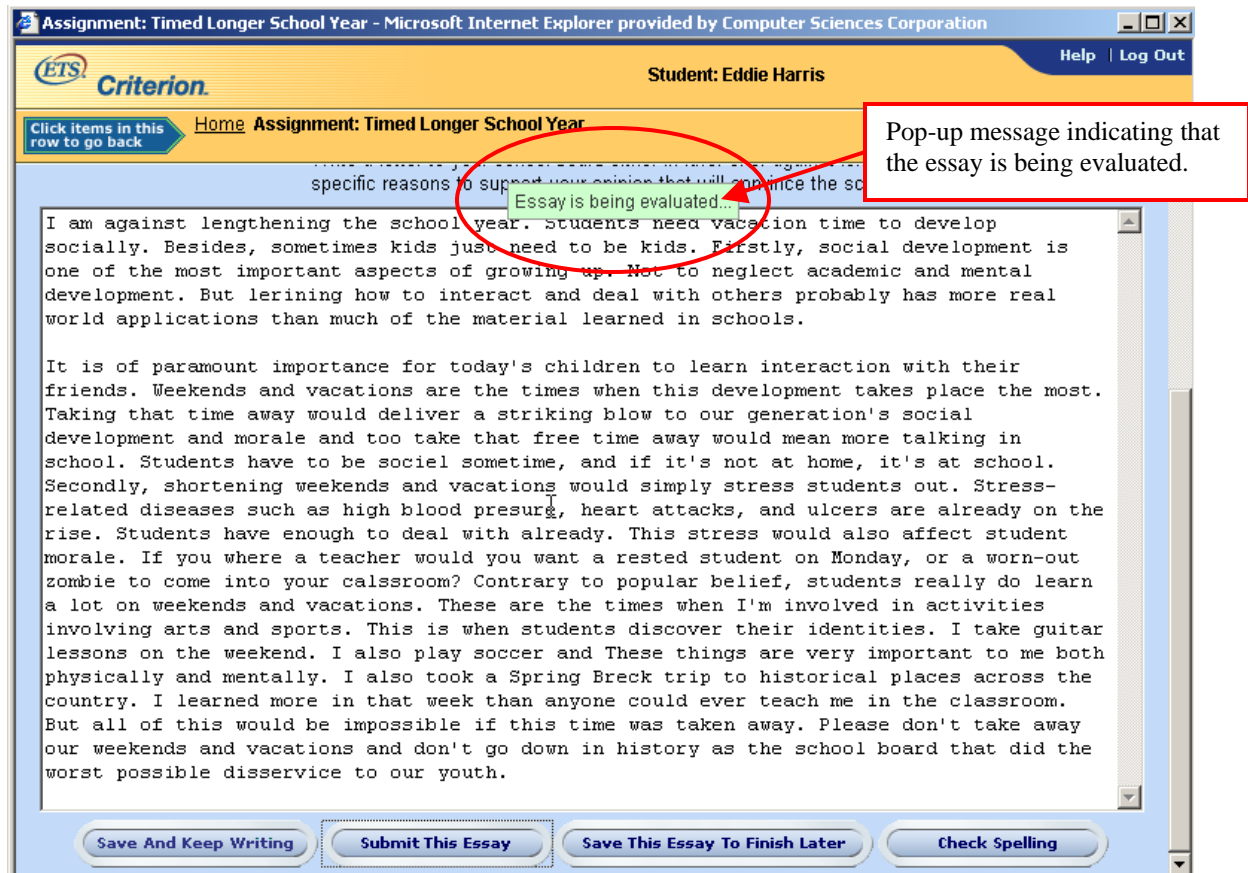 Assignment: Timed Longer School Year - Microsoft Internet Explorer provided by Computer Sciences Corporation
Help | Log Out
ETS Criterion.
Student: Eddie Harris
Click items in this
row to go back
Home Assignment: Timed Longer School Year
Pop-up message indicating that
the essay is being evaluated.
specific reasons to support your opinion that will convince the sc
Essay is being evaluated...
I am against lengthening the school year. Students need vacation time to develop
socially. Besides, sometimes kids just need to be kids. Firstly, social development is
one of the most important aspects of growing up. Not to neglect academic and mental
development. But lerining how to interact and deal with others probably has more real
world applications than much of the material learned in schools.
It is of paramount importance for today's children to learn interaction with their
friends. Weekends and vacations are the times when this development takes place the most.
Taking that time away would deliver a striking blow to our generation's social
development and morale and too take that free time away would mean more talking in
school. Students have to be sociel sometime, and if it's not at home, it's at school.
Secondly, shortening weekends and vacations would simply stress students out. Stress-
related diseases such as high blood presure, heart attacks, and ulcers are already on the
rise. Students have enough to deal with already. This stress would also affect student
morale. If you where a teacher would you want a rested student on Monday, or a worn-out
zombie to come into your calssroom? Contrary to popular belief, students really do learn
a lot on weekends and vacations. These are the times when I'm involved in activities
involving arts and sports. This is when students discover their identities. I take guitar
lessons on the weekend. I also play soccer and These things are very important to me both
physically and mentally. I also took a Spring Breck trip to historical places across the
country. I learned more in that week than anyone could ever teach me in the classroom.
But all of this would be impossible if this time was taken away. Please don't take away
our weekends and vacations and don't go down in history as the school board that did the
worst possible disservice to our youth.
Save And Keep Writing
Submit This Essay
Save This Essay To Finish Later
Check Spelling